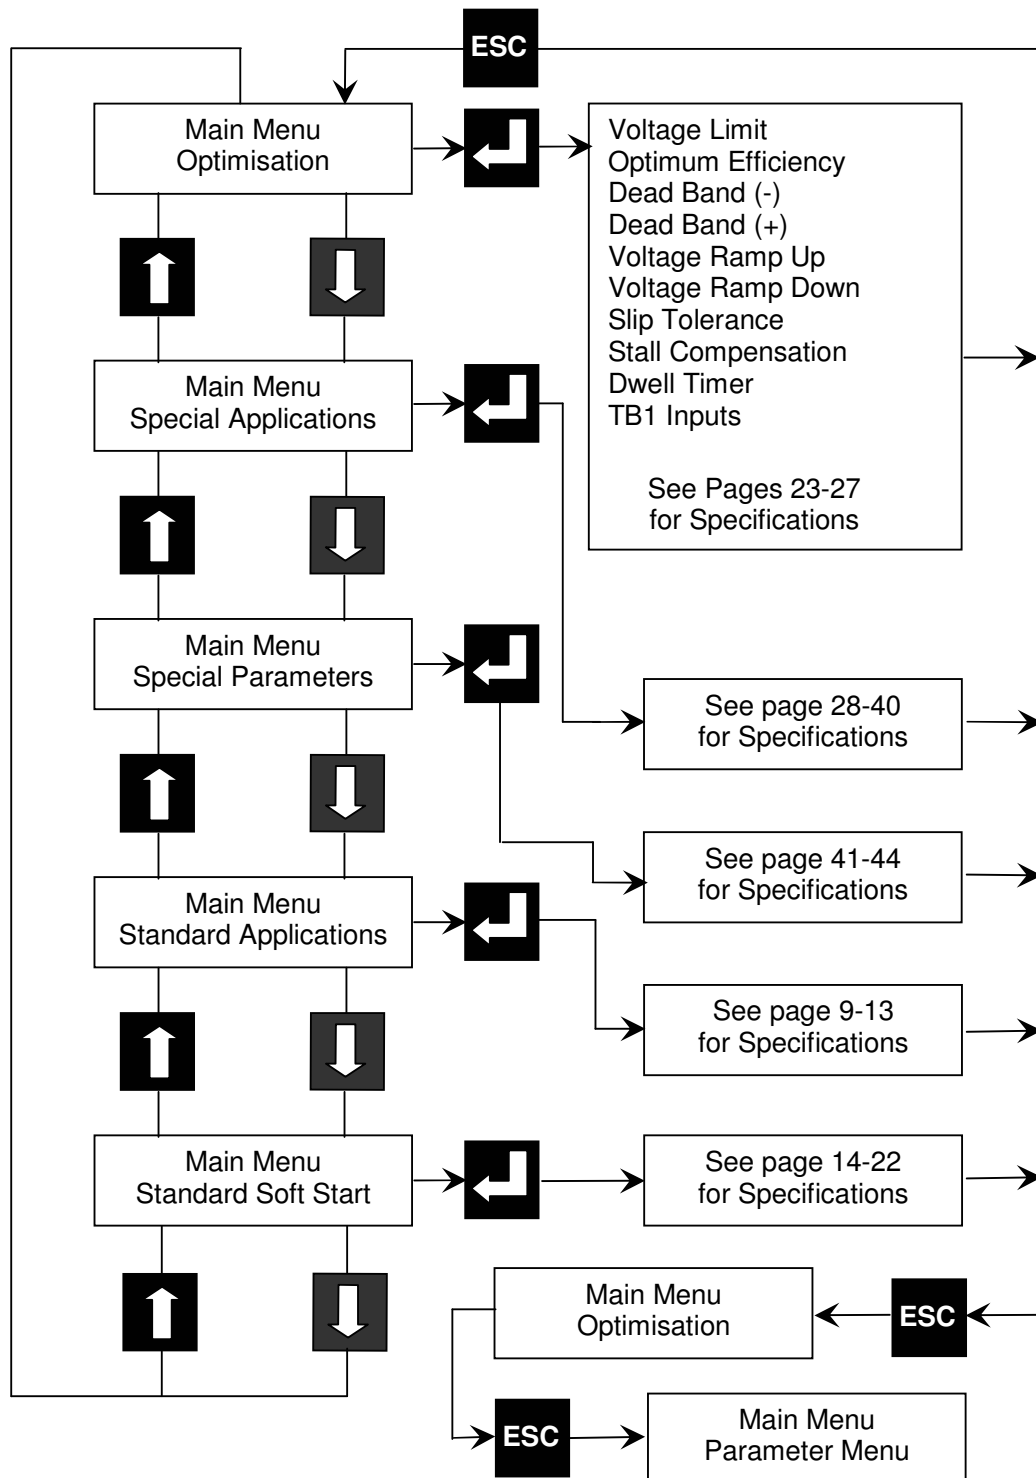 ESC
Main Menu
Optimisation
Voltage Limit
Optimum Efficiency
Dead Band (-)
Dead Band (+)
Voltage Ramp Up
Voltage Ramp Down
Slip Tolerance
Stall Compensation
Dwell Timer
TB1 Inputs
See Pages 23-27
for Specifications
Main Menu
Special Applications
Main Menu
Special Parameters
See page 28-40
for Specifications
See page 41-44
for Specifications
Main Menu
Standard Applications
See page 9-13
for Specifications
Main Menu
Standard Soft Start
See page 14-22
for Specifications
Main Menu
Optimisation
ESC
ESC
Main Menu
Parameter Menu